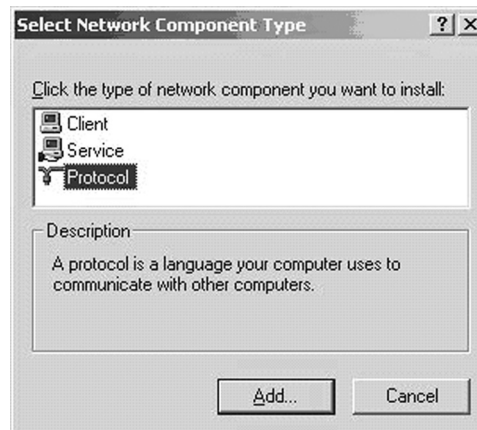 Select Network Component Type
Click the type of network component you want to install:
Client
Service
Protocol
Description
A protocol is a language your computer uses to
communicate with other computers.
Add...
Cancel